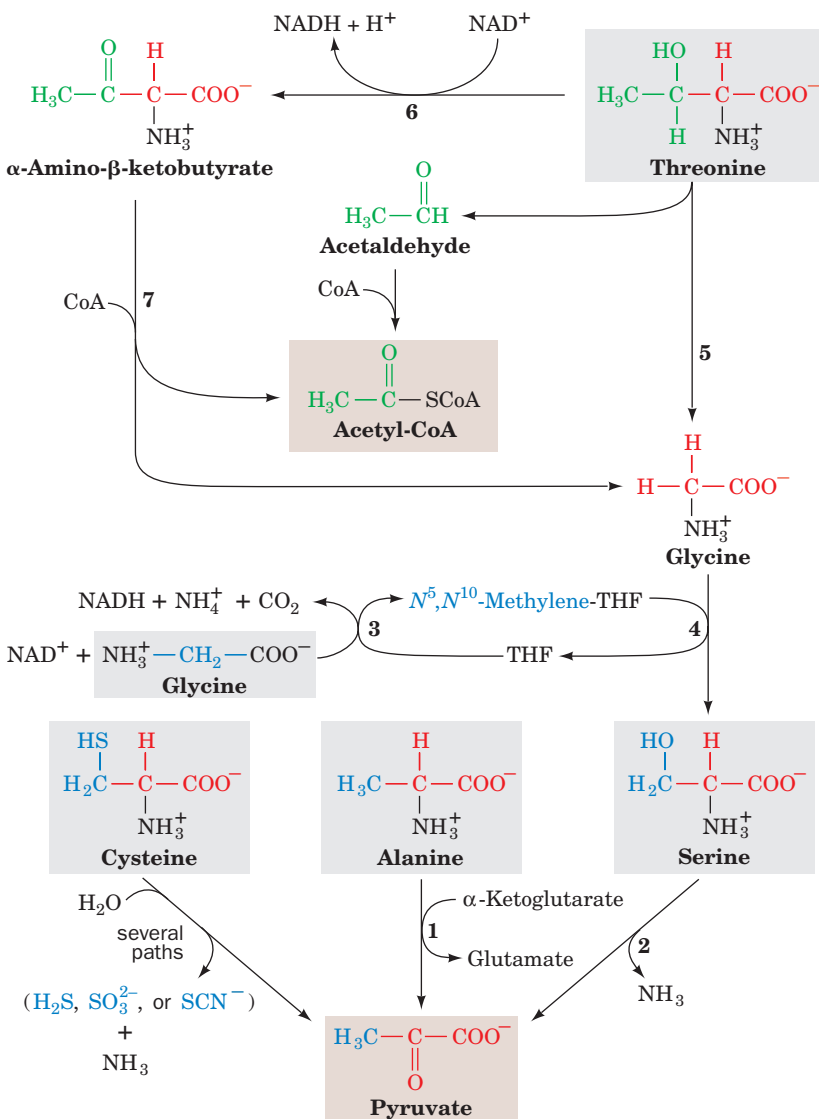 NADH + H⁺ NAD⁺
O H HO H
H₃C—C—C—COO⁻ 6 H₃C—C—C—COO⁻
NH₃⁺ H NH₃⁺
α-Amino-β-ketobutyrate Threonine
O
H₃C—CH
Acetaldehyde
CoA 7 CoA
5
O
H₃C—C—SCoA
Acetyl-CoA
H
H—C—COO⁻
NH₃⁺
Glycine
NADH + NH₄⁺ + CO₂ N⁵,N¹⁰-Methylene-THF
3 4
NAD⁺ + NH₃⁺—CH₂—COO⁻ THF
Glycine
HS H H HO H
H₂C—C—COO⁻ H₃C—C—COO⁻ H₂C—C—COO⁻
NH₃⁺ NH₃⁺ NH₃⁺
Cysteine Alanine Serine
H₂O α-Ketoglutarate
several
paths 1 2
Glutamate
(H₂S, SO₃²⁻, or SCN⁻) NH₃
+
NH₃
H₃C—C—COO⁻
O
Pyruvate